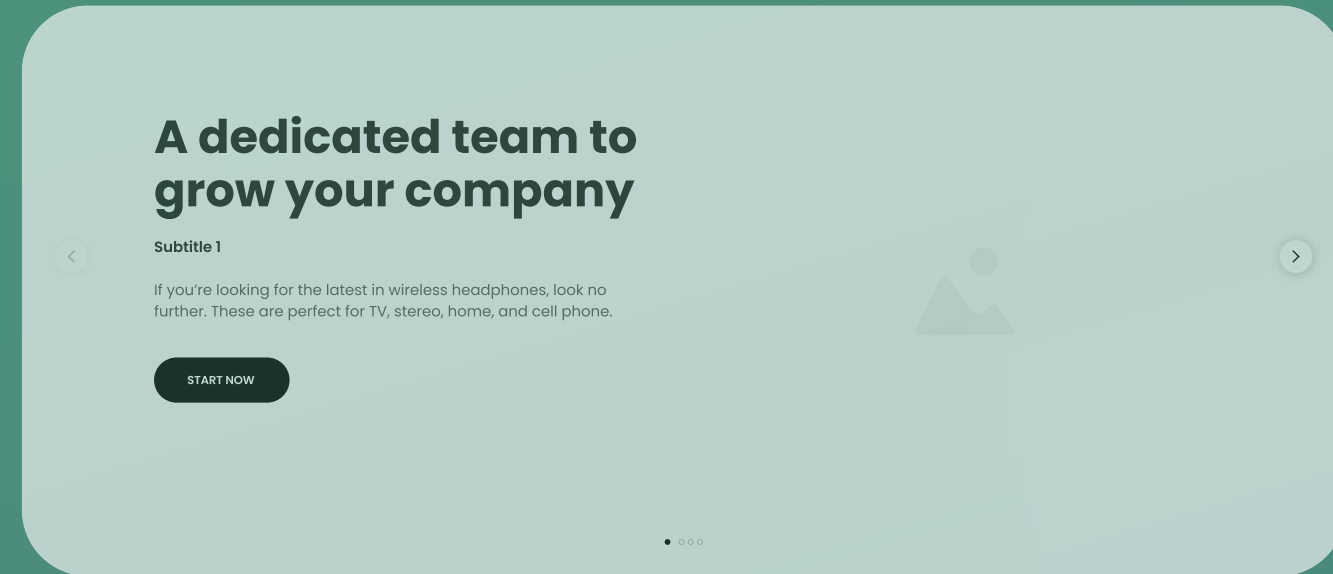 A dedicated team to
grow your company
Subtitle 1
If you’re looking for the latest in wireless headphones, look no
further. These are perfect for TV, stereo, home, and cell phone.
START NOW